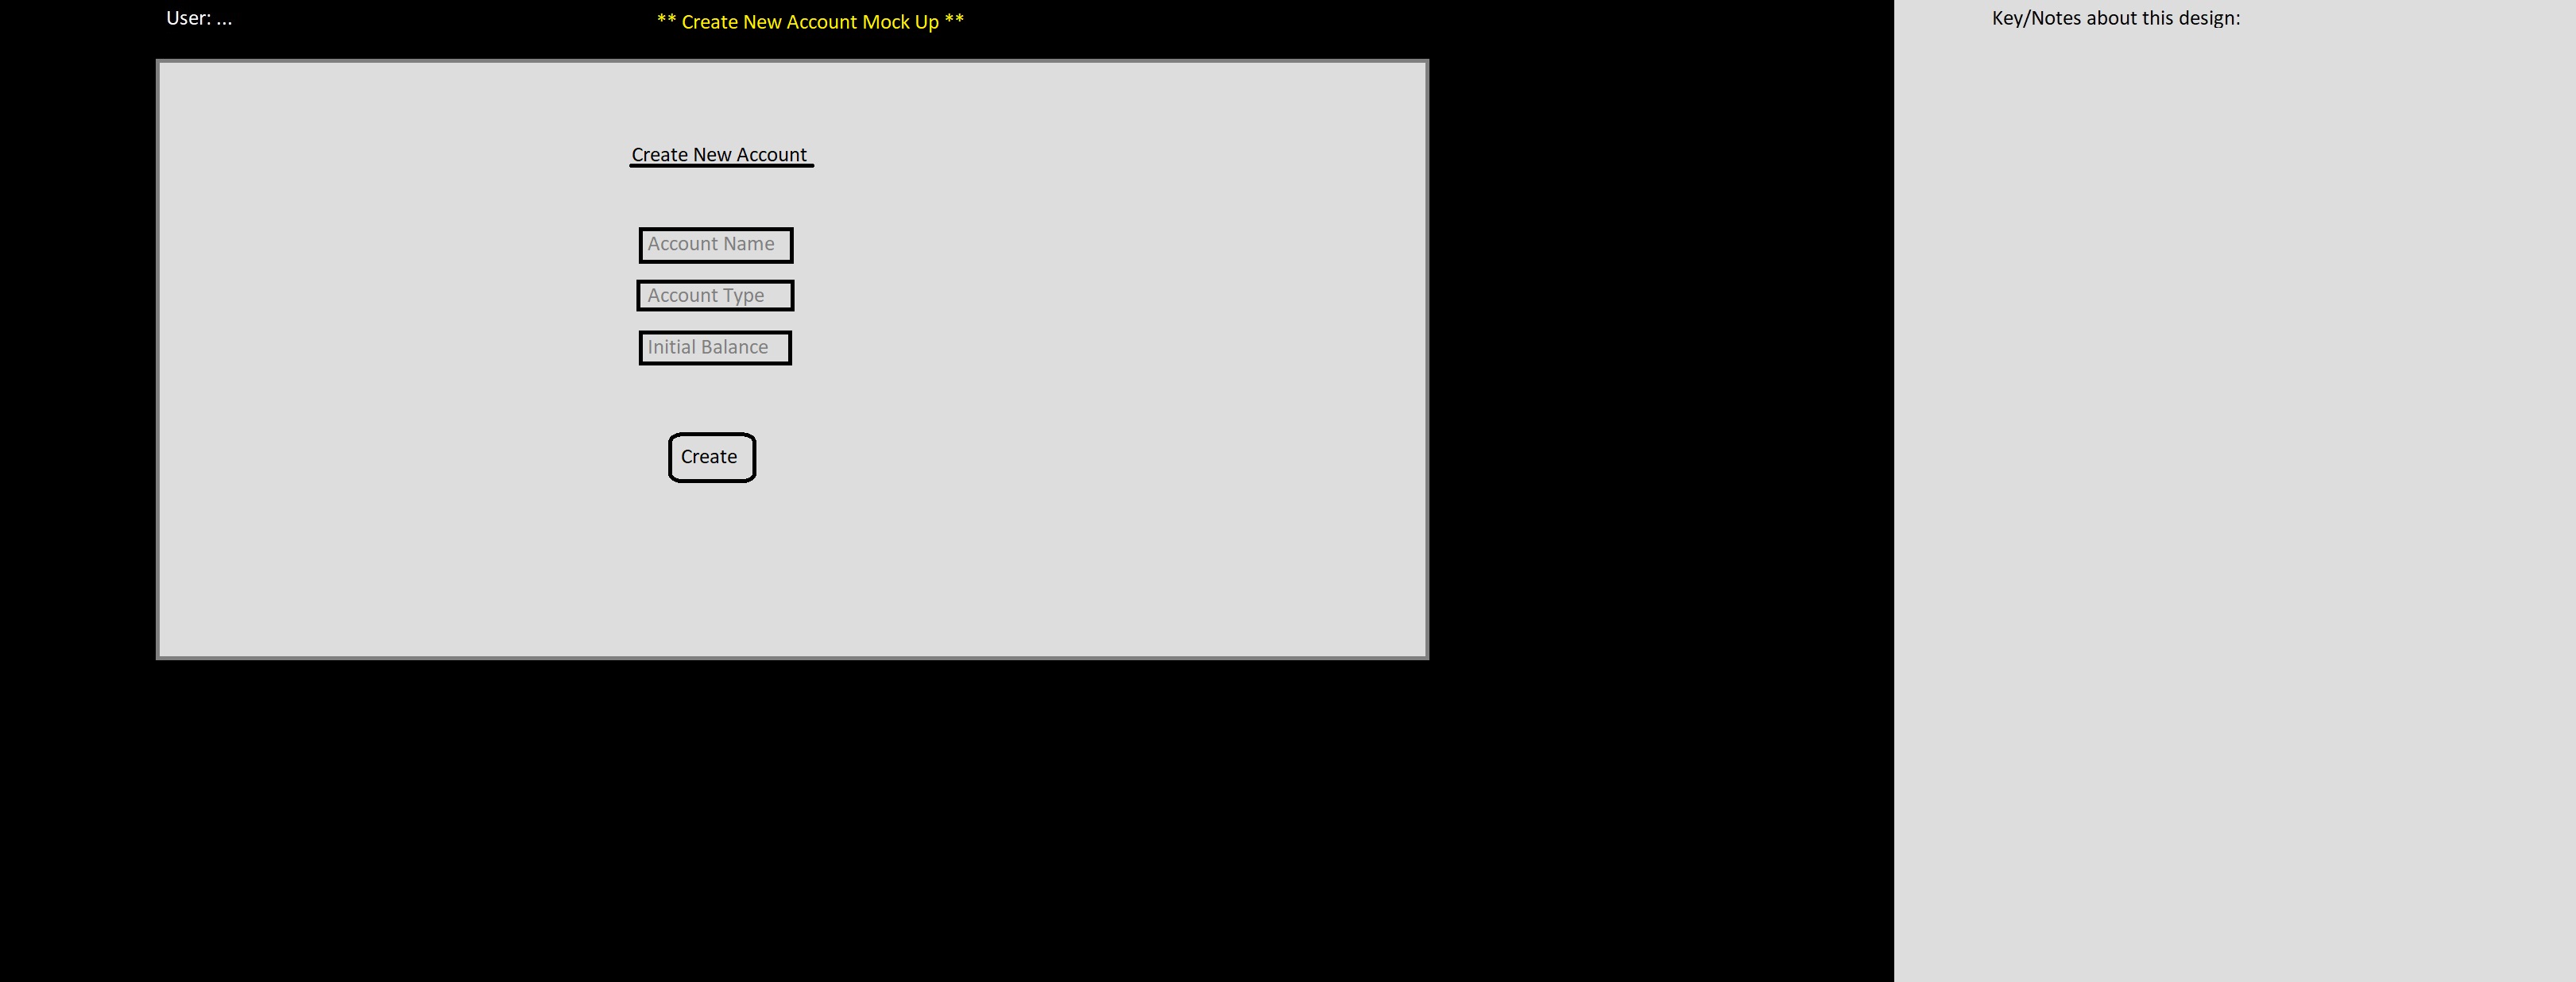 User: ...
** Create New Account Mock Up **
Key/Notes about this design:
Create New Account
Account Name
Account Type
Initial Balance
Create